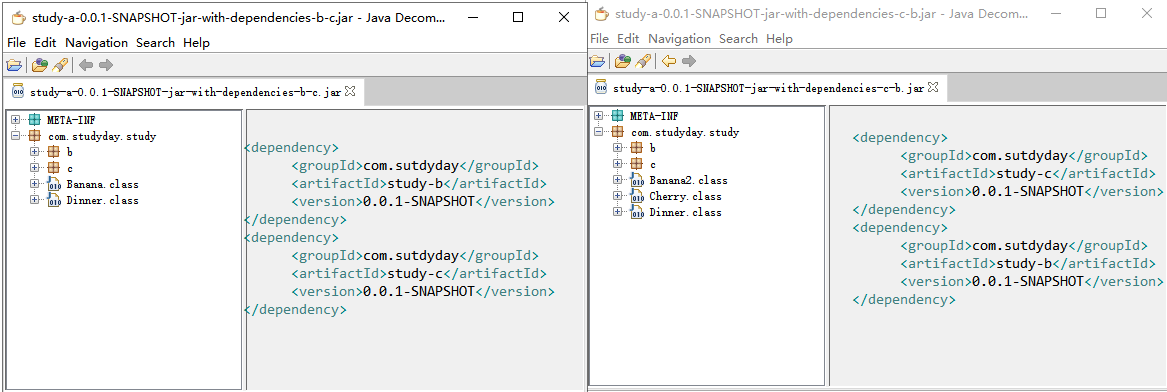 study-a-0.0.1-SNAPSHOT-jar-with-dependencies-b-c.jar - Java Decom...
File Edit Navigation Search Help
study-a-0.0.1-SNAPSHOT-jar-with-dependencies-b-c.jar
META-INF
com.studyday.study
b
c
Banana.class
Dinner.class
<dependency>
<groupId>com.sutdyday</groupId>
<artifactId>study-b</artifactId>
<version>0.0.1-SNAPSHOT</version>
</dependency>
<dependency>
<groupId>com.sutdyday</groupId>
<artifactId>study-c</artifactId>
<version>0.0.1-SNAPSHOT</version>
</dependency>
study-a-0.0.1-SNAPSHOT-jar-with-dependencies-c-b.jar - Java Decom...
File Edit Navigation Search Help
study-a-0.0.1-SNAPSHOT-jar-with-dependencies-c-b.jar
META-INF
com.studyday.study
b
c
Banana2.class
Cherry.class
Dinner.class
<dependency>
<groupId>com.sutdyday</groupId>
<artifactId>study-c</artifactId>
<version>0.0.1-SNAPSHOT</version>
</dependency>
<dependency>
<groupId>com.sutdyday</groupId>
<artifactId>study-b</artifactId>
<version>0.0.1-SNAPSHOT</version>
</dependency>